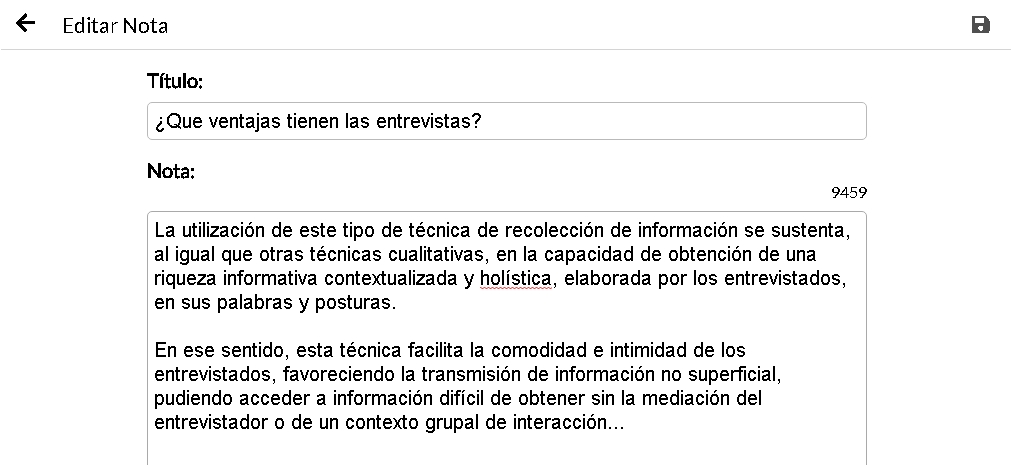 Editar Nota
Título:
¿Que ventajas tienen las entrevistas?
Nota:
9459
La utilización de este tipo de técnica de recolección de información se sustenta,
al igual que otras técnicas cualitativas, en la capacidad de obtención de una
riqueza informativa contextualizada y holística, elaborada por los entrevistados,
en sus palabras y posturas.
En ese sentido, esta técnica facilita la comodidad e intimidad de los
entrevistados, favoreciendo la transmisión de información no superficial,
pudiendo acceder a información difícil de obtener sin la mediación del
entrevistador o de un contexto grupal de interacción...